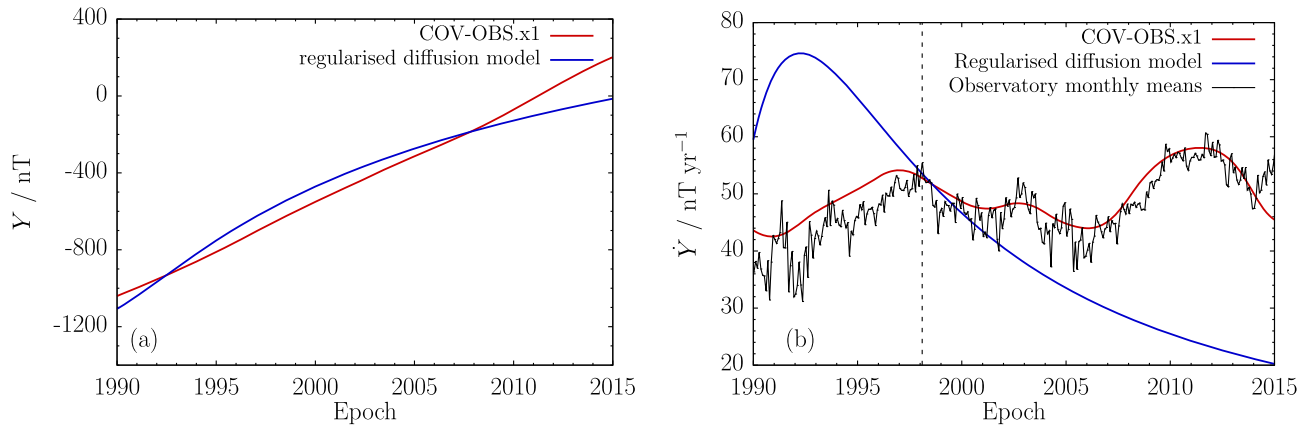 400
0
-400
-800
-1200
Y / nT
COV-OBS.x1
regularised diffusion model
(a)
1990 1995 2000 2005 2010 2015
Epoch
80
70
60
50
40
30
20
Ẏ / nT yr−1
COV-OBS.x1
Regularised diffusion model
Observatory monthly means
(b)
1990 1995 2000 2005 2010 2015
Epoch